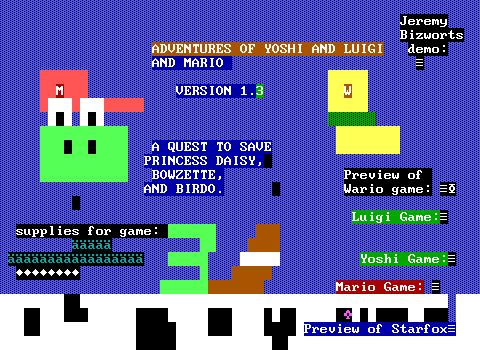 Jeremy
Bizworts
demo:
≡
ADVENTURES OF YOSHI AND LUIGI
AND MARIO
VERSION 1.3
M
W
A QUEST TO SAVE
PRINCESS DAISY,
BOWZETTE,
AND BIRDO.
Preview of
Wario game: ≡
Luigi Game:≡
supplies for game:
Yoshi Game:≡
♦♦♦♦♦♦♦♦
Mario Game: ≡
Preview of Starfox≡